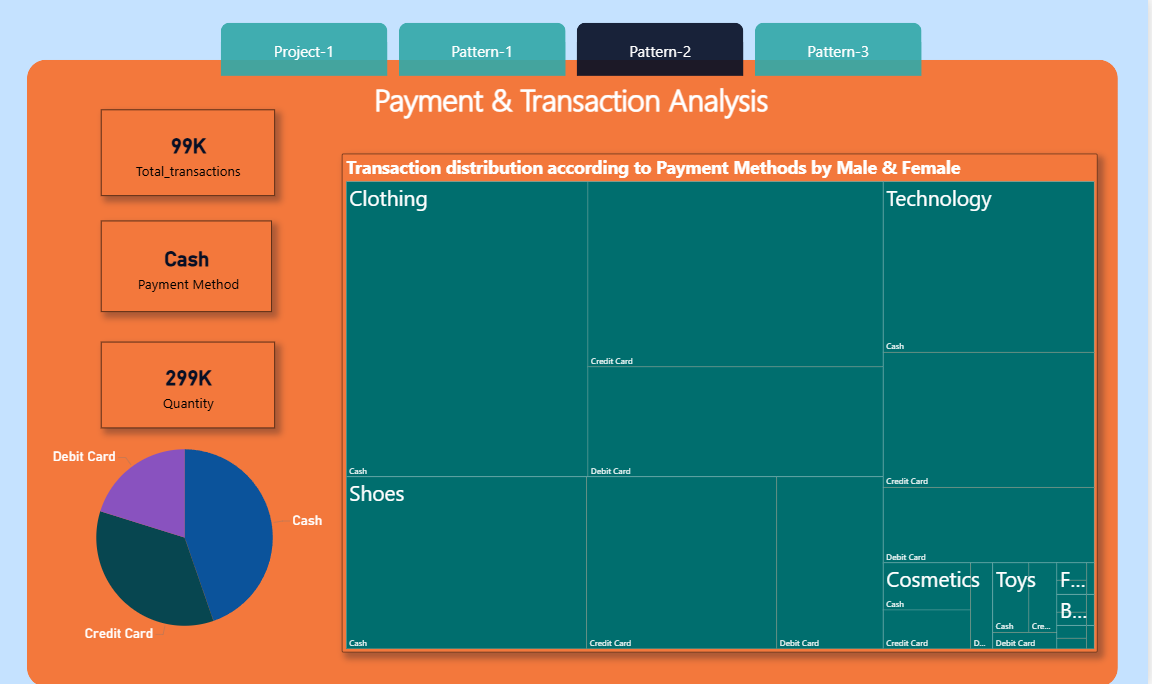 Project-1
Pattern-1
Pattern-2
Pattern-3
Payment & Transaction Analysis
99K
Total_transactions
Cash
Payment Method
299K
Quantity
Debit Card
Cash
Credit Card
Transaction distribution according to Payment Methods by Male & Female
Clothing
Cash
Credit Card
Debit Card
Technology
Cash
Credit Card
Debit Card
Shoes
Cash
Credit Card
Debit Card
Cosmetics
Cash
Credit Card
D...
Toys
Cash
Cre...
Debit Card
F...
B...